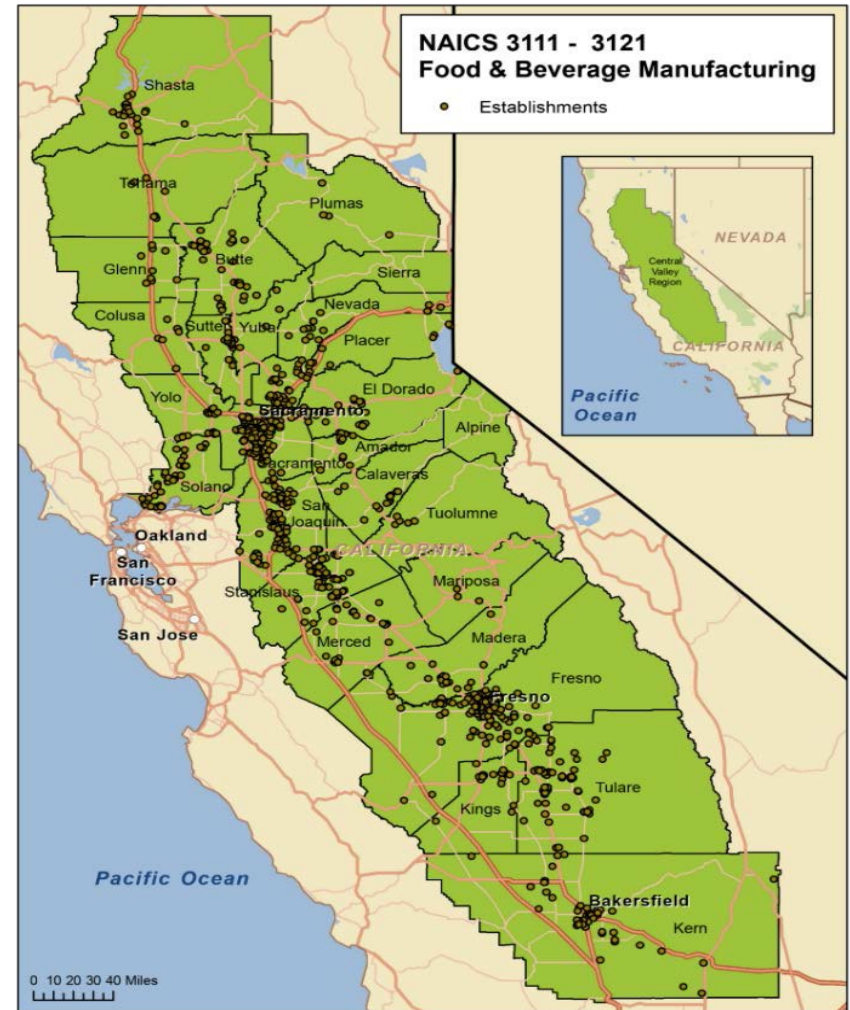 NAICS 3111 - 3121
Food & Beverage Manufacturing
Establishments
Shasta
Tehama
Plumas
Glenn
Butte
Sierra
Colusa
Sutter
Yuba
Nevada
Placer
Yolo
El Dorado
Sacramento
Alpine
Amador
Sacramento
Calaveras
Solano
San
Joaquin
Tuolumne
Oakland
CALIFORNIA
San
Francisco
Mariposa
Stanislaus
San Jose
Merced
Madera
Fresno
Fresno
Tulare
Kings
Pacific Ocean
Bakersfield
Kern
0 10 20 30 40 Miles
NEVADA
Central
Valley
Region
CALIFORNIA
Pacific
Ocean